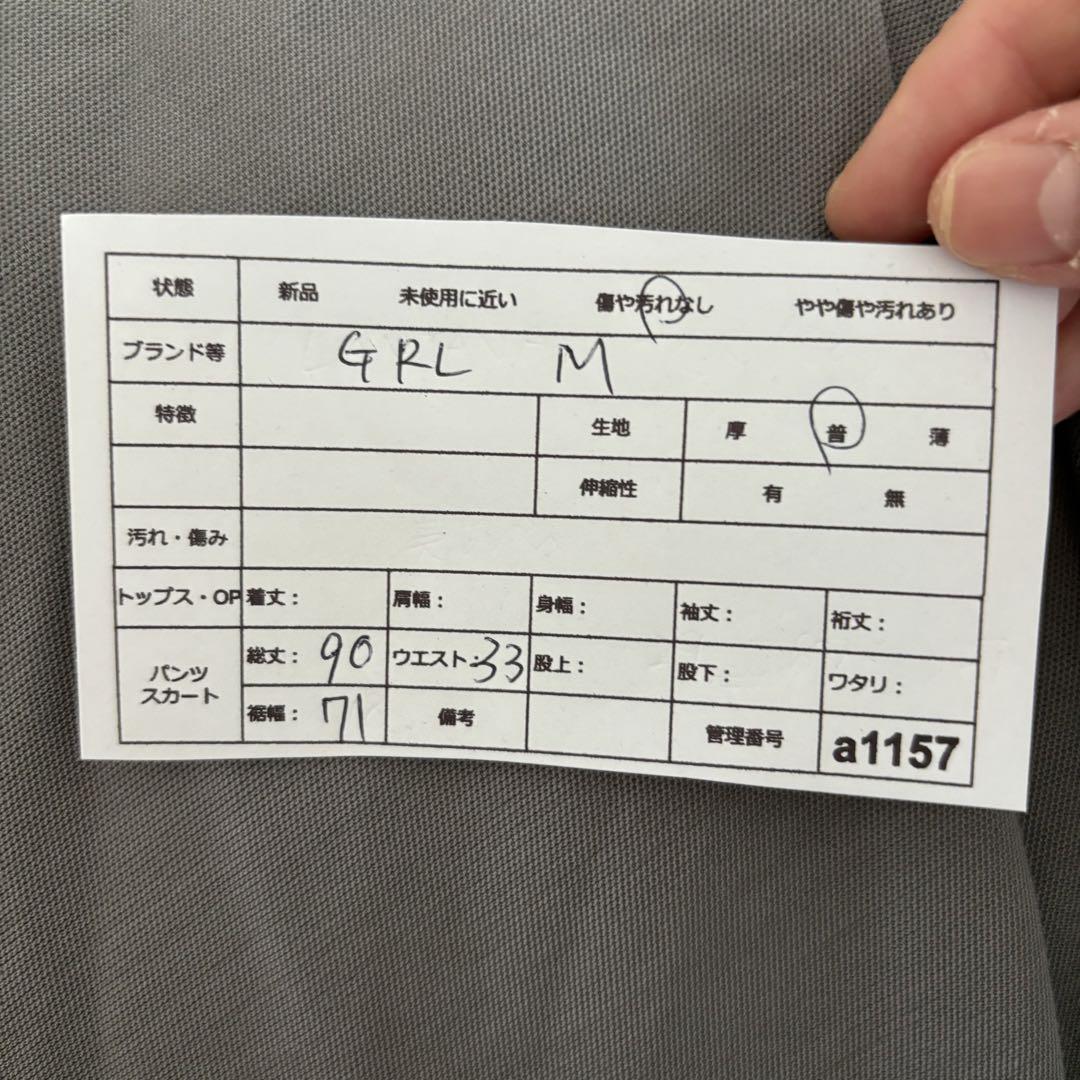 状態 新品 未使用に近い 傷や汚れなし やや傷や汚れあり
ブランド等 GRL M
特徴 生地 厚 普 薄
伸縮性 有 無
汚れ・傷み
トップス・OP 着丈: 肩幅: 身幅: 袖丈: 裄丈:
パンツ
スカート
総丈: 90 ウエスト: 33 股上: 股下: ワタリ:
裾幅: 71 備考 管理番号 a1157